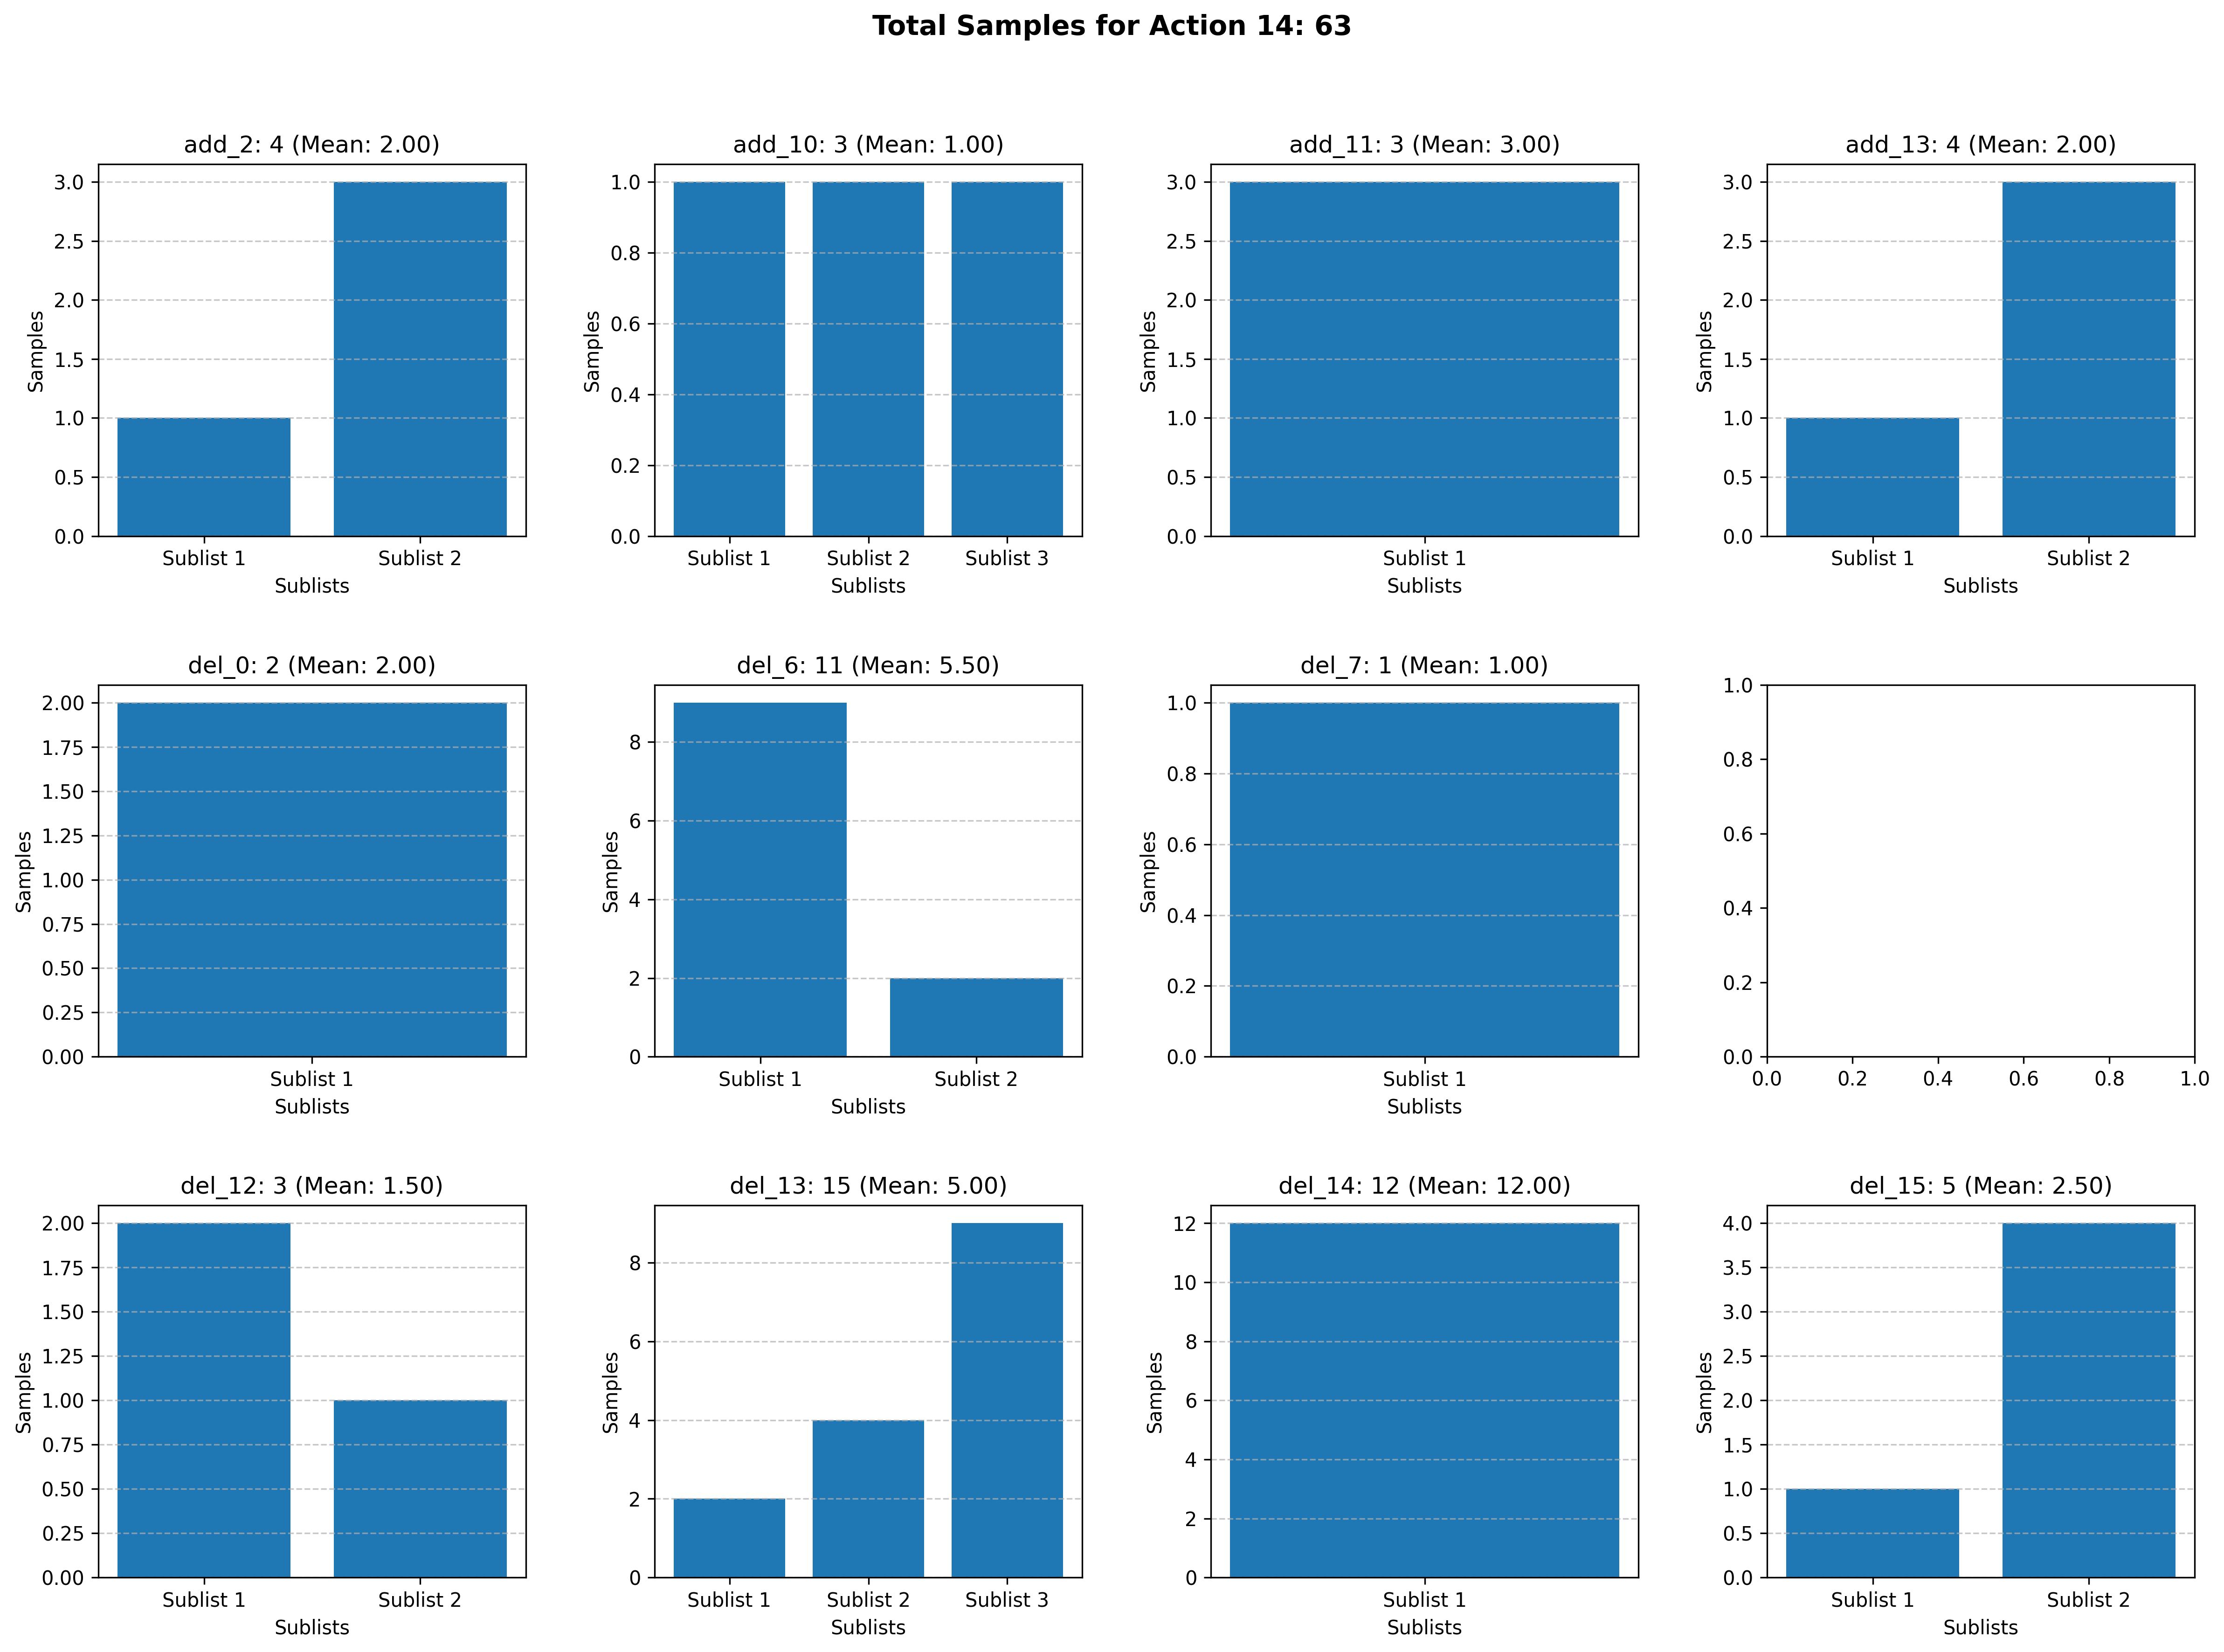 Total Samples for Action 14: 63
add_2: 4 (Mean: 2.00)
3.0
2.5
2.0
1.5
1.0
0.5
0.0
Samples
Sublist 1 Sublist 2
Sublists
add_10: 3 (Mean: 1.00)
1.0
0.8
0.6
0.4
0.2
0.0
Samples
Sublist 1 Sublist 2 Sublist 3
Sublists
add_11: 3 (Mean: 3.00)
3.0
2.5
2.0
1.5
1.0
0.5
0.0
Samples
Sublist 1
Sublists
add_13: 4 (Mean: 2.00)
3.0
2.5
2.0
1.5
1.0
0.5
0.0
Samples
Sublist 1 Sublist 2
Sublists
del_0: 2 (Mean: 2.00)
2.00
1.75
1.50
1.25
1.00
0.75
0.50
0.25
0.00
Samples
Sublist 1
Sublists
del_6: 11 (Mean: 5.50)
8
6
4
2
0
Samples
Sublist 1 Sublist 2
Sublists
del_7: 1 (Mean: 1.00)
1.0
0.8
0.6
0.4
0.2
0.0
Samples
Sublist 1
Sublists
1.0
0.8
0.6
0.4
0.2
0.0
0.0 0.2 0.4 0.6 0.8 1.0
del_12: 3 (Mean: 1.50)
2.00
1.75
1.50
1.25
1.00
0.75
0.50
0.25
0.00
Samples
Sublist 1 Sublist 2
Sublists
del_13: 15 (Mean: 5.00)
8
6
4
2
0
Samples
Sublist 1 Sublist 2 Sublist 3
Sublists
del_14: 12 (Mean: 12.00)
12
10
8
6
4
2
0
Samples
Sublist 1
Sublists
del_15: 5 (Mean: 2.50)
4.0
3.5
3.0
2.5
2.0
1.5
1.0
0.5
0.0
Samples
Sublist 1 Sublist 2
Sublists